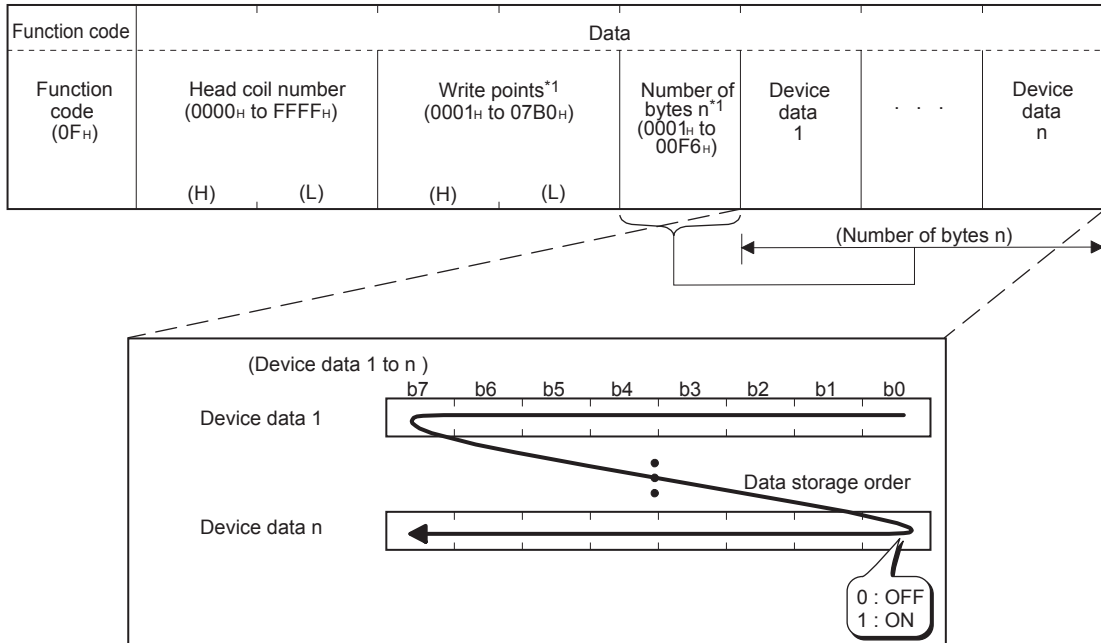 Function code
Data
Function
code
(0FH)
Head coil number
(0000H to FFFFH)
(H)
(L)
Write points*1
(0001H to 07B0H)
(H)
(L)
Number of
bytes n*1
(0001H to
00F6H)
Device
data
1
. . .
Device
data
n
(Number of bytes n)
(Device data 1 to n )
b7 b6 b5 b4 b3 b2 b1 b0
Device data 1
Data storage order
Device data n
0 : OFF
1 : ON